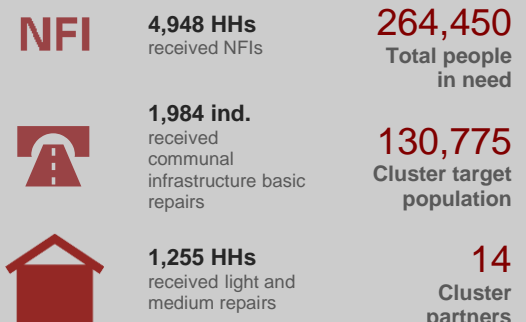 NFI
4,948 HHs
received NFIs
264,450
Total people
in need
1,984 ind.
received
communal
infrastructure basic
repairs
130,775
Cluster target
population
1,255 HHs
received light and
medium repairs
14
Cluster
partners